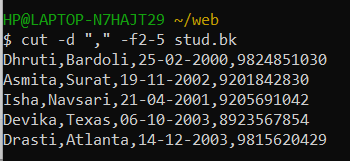 HP@LAPTOP-N7HAJT29 ~/web
$ cut -d "," -f2-5 stud.bk
Dhruti,Bardoli,25-02-2000,9824851030
Asmita,Surat,19-11-2002,9201842830
Isha,Navsari,21-04-2001,9205691042
Devika,Texas,06-10-2003,8923567854
Drasti,Atlanta,14-12-2003,9815620429